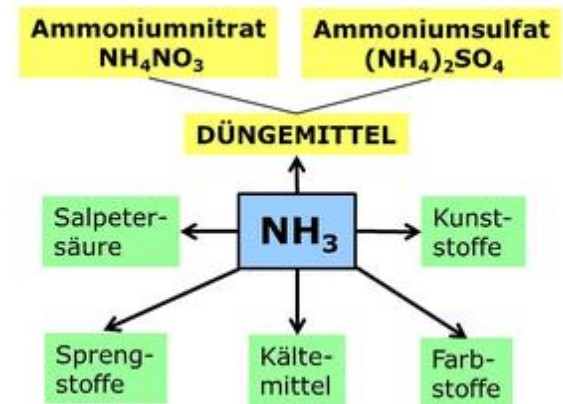 Ammoniumnitrat
NH₄NO₃
Ammoniumsulfat
(NH₄)₂SO₄
DÜNGEMITTEL
Salpeter-
säure
NH₃
Kunst-
stoffe
Spreng-
stoffe
Kälte-
mittel
Farb-
stoffe